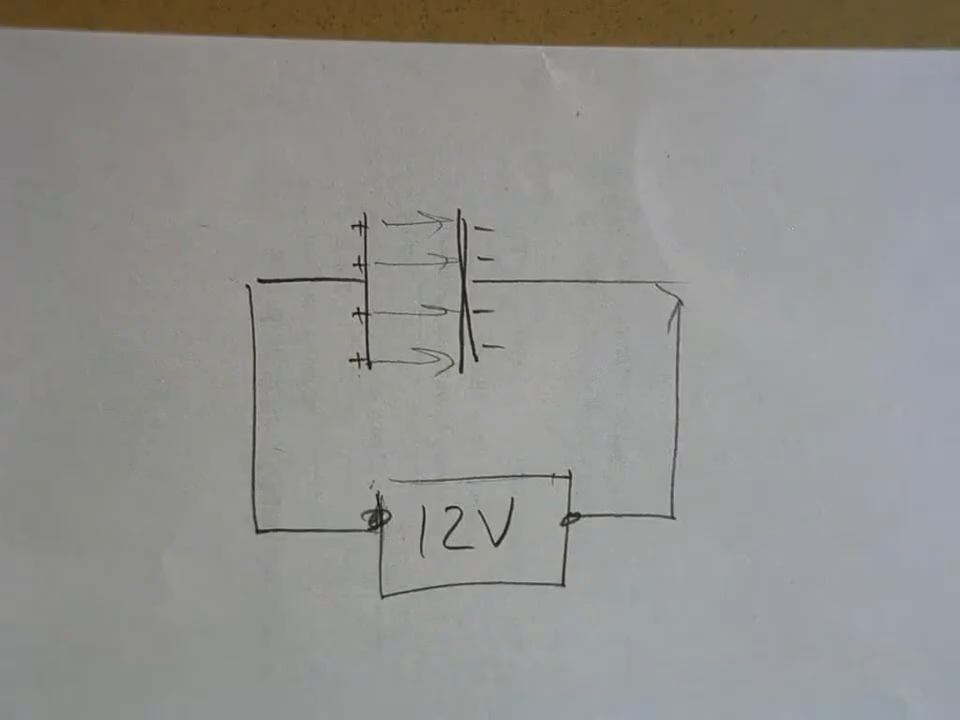 + -
+ -
+ -
+ -
12V